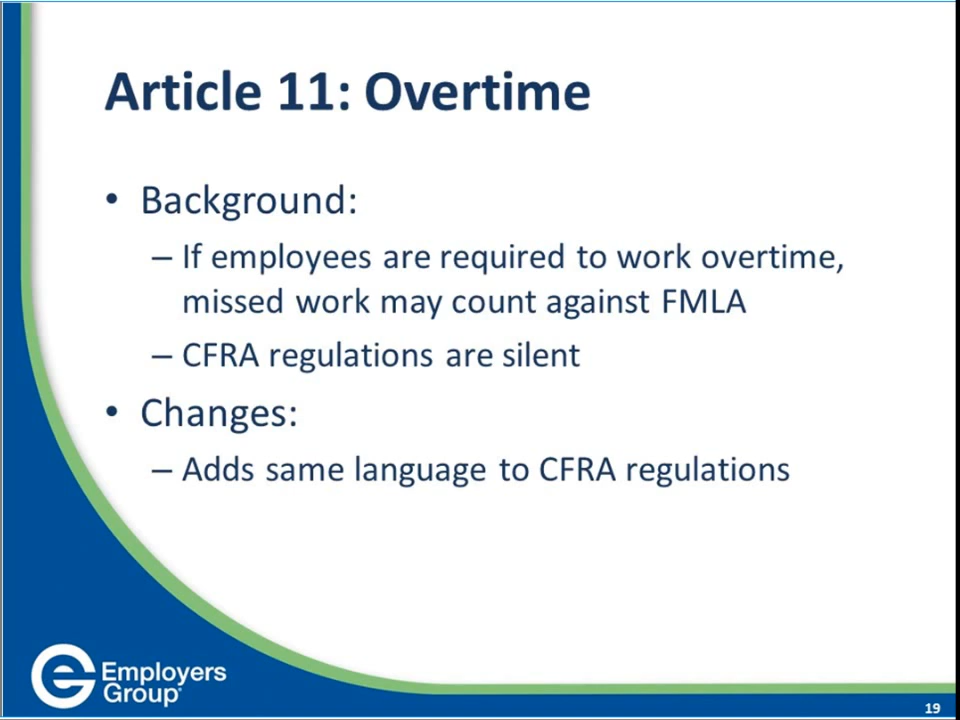 Article 11: Overtime
• Background:
– If employees are required to work overtime,
missed work may count against FMLA
– CFRA regulations are silent
• Changes:
– Adds same language to CFRA regulations
Employers
Group
19